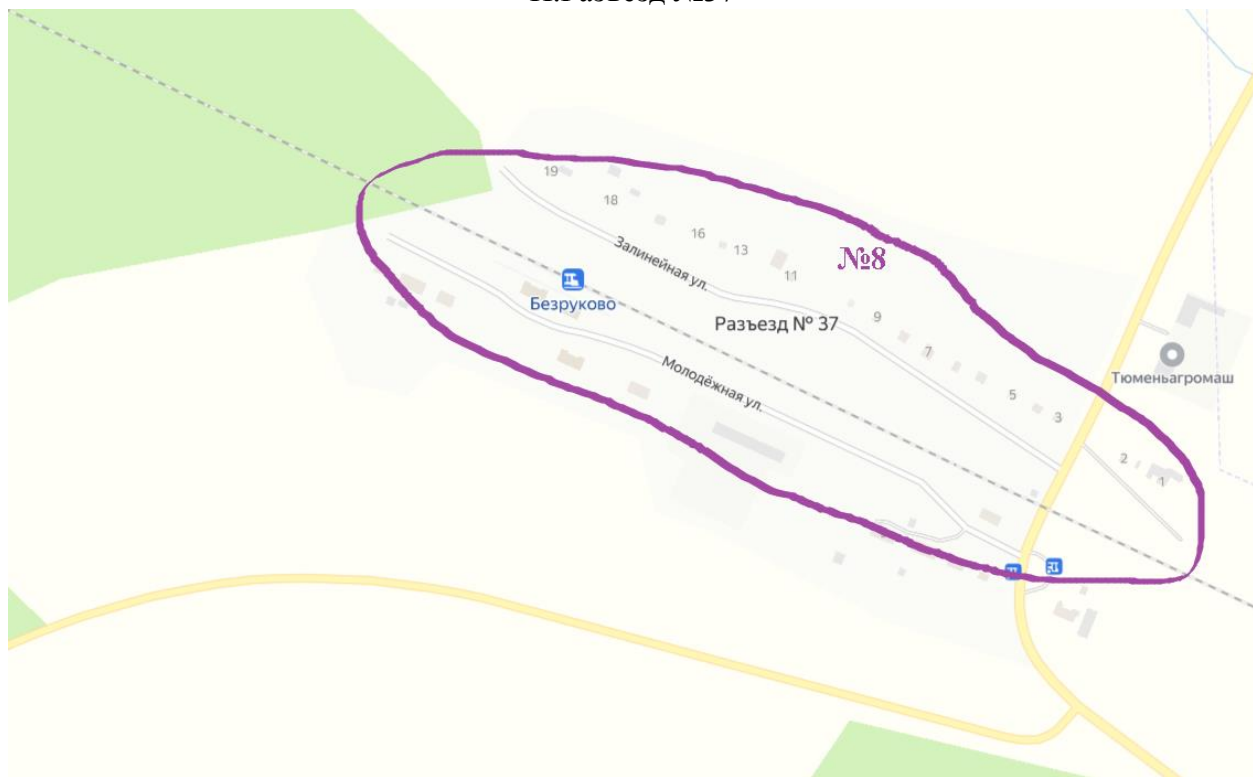 19
18
16
13
11
№8
Залинейная ул.
Безруково
Разъезд № 37
9
7
5
3
Тюменьагромаш
Молодёжная ул.
2
1